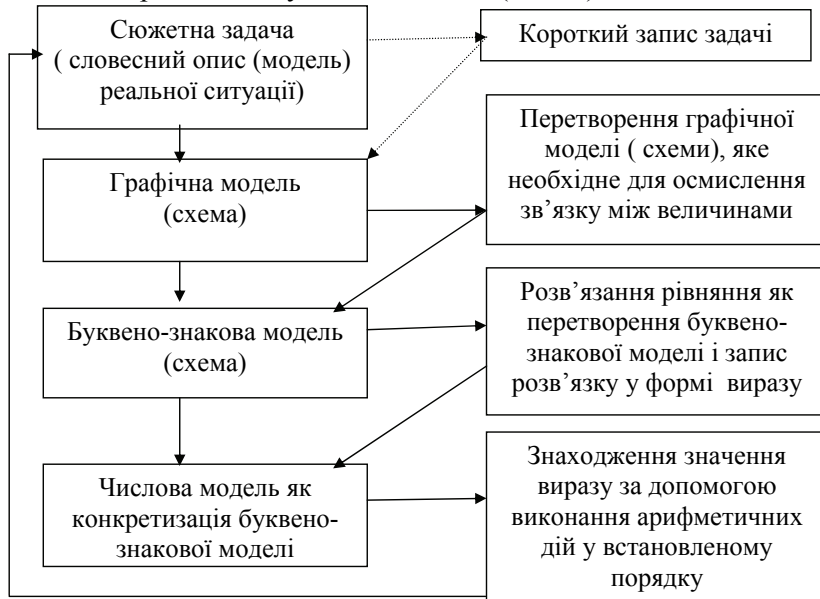 Сюжетна задача
( словесний опис (модель)
реальної ситуації)
Короткий запис задачі
Графічна модель
(схема)
Перетворення графічної
моделі ( схеми), яке
необхідне для осмислення
зв’язку між величинами
Буквено-знакова модель
(схема)
Розв’язання рівняння як
перетворення буквено-
знакової моделі і запис
розв’язку у формі виразу
Числова модель як
конкретизація буквено-
знакової моделі
Знаходження значення
виразу за допомогою
виконання арифметичних
дій у встановленому
порядку